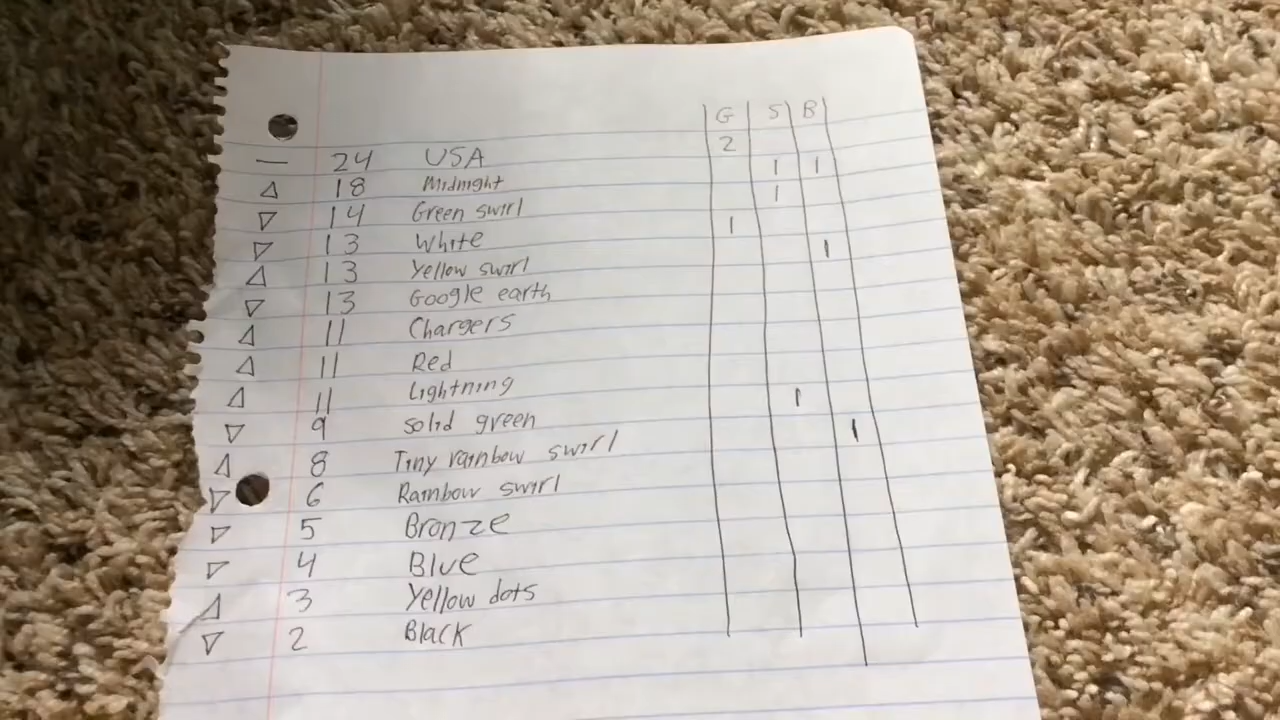 G S B
— 24 USA 2
△ 18 Midnight 1 1
▽ 14 Green swirl 1
▽ 13 White 1
△ 13 Yellow swirl 1
▽ 13 Google earth
△ 11 Chargers
△ 11 Red
△ 11 Lightning 1
▽ 9 solid green 1
△ 8 Tiny rainbow swirl
▽ 6 Rainbow swirl
▽ 5 Bronze
▽ 4 Blue
△ 3 Yellow dots
▽ 2 Black